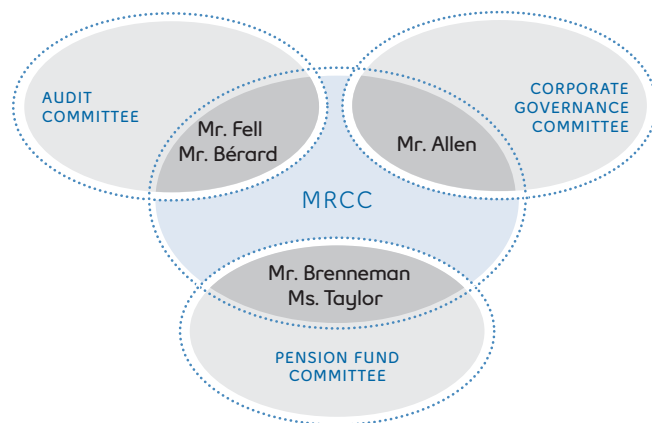 AUDIT
COMMITTEE
Mr. Fell
Mr. Bérard
CORPORATE
GOVERNANCE
COMMITTEE
Mr. Allen
MRCC
Mr. Brenneman
Ms. Taylor
PENSION FUND
COMMITTEE